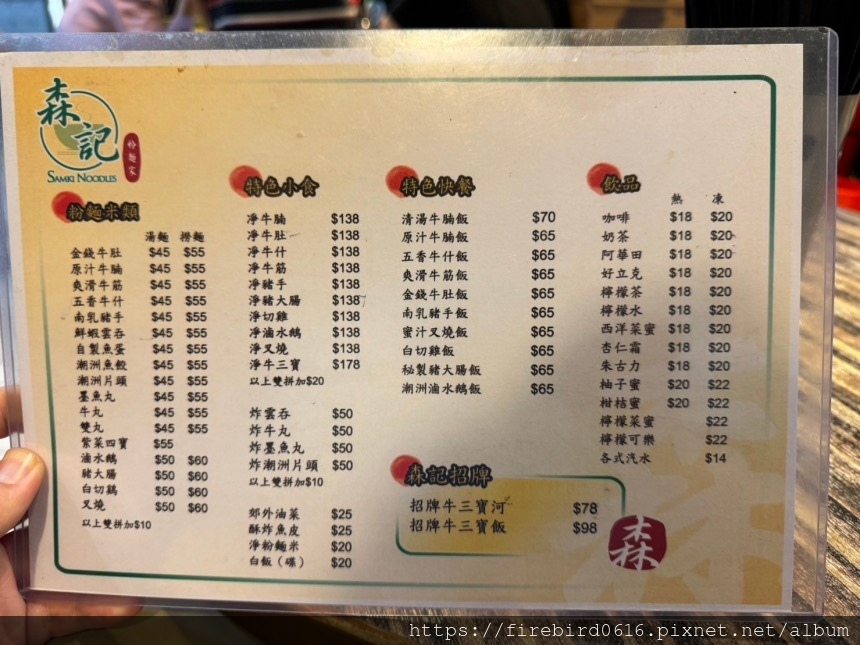 森記
粉麵家
SAMKI NOODLES
粉麵米類
湯麵 撈麵
金錢牛肚 $45 $55
原汁牛腩 $45 $55
爽滑牛筋 $45 $55
五香牛什 $45 $55
南乳豬手 $45 $55
鮮蝦雲吞 $45 $55
自製魚蛋 $45 $55
潮洲魚餃 $45 $55
潮洲片頭 $45 $55
墨魚丸 $45 $55
牛丸 $45 $55
雙丸 $45 $55
紫菜四寶 $55
滷水鵝 $50 $60
豬大腸 $50 $60
白切鷄 $50 $60
叉燒 $50 $60
以上雙拼加$10
特色小食
凈牛腩 $138
凈牛肚 $138
凈牛什 $138
凈牛筋 $138
凈豬手 $138
淨豬大腸 $138
淨切雞 $138
凈滷水鵝 $138
淨叉燒 $138
淨牛三寶 $178
以上雙拼加$20
炸雲吞 $50
炸牛丸 $50
炸墨魚丸 $50
炸潮洲片頭 $50
以上雙拼加$10
郊外油菜 $25
酥炸魚皮 $25
淨粉麵米 $20
白飯（碟） $20
特色快餐
清湯牛腩飯 $70
原汁牛腩飯 $65
五香牛什飯 $65
爽滑牛筋飯 $65
金錢牛肚飯 $65
南乳豬手飯 $65
蜜汁叉燒飯 $65
白切雞飯 $65
秘製豬大腸飯 $65
潮洲滷水鵝飯 $65
森記招牌
招牌牛三寶河 $78
招牌牛三寶飯 $98
飲品
熱 凍
咖啡 $18 $20
奶茶 $18 $20
阿華田 $18 $20
好立克 $18 $20
檸檬茶 $18 $20
檸檬水 $18 $20
西洋菜蜜 $18 $20
杏仁霜 $18 $20
朱古力 $18 $20
柚子蜜 $20 $22
柑桔蜜 $20 $22
檸檬菜蜜 $22
檸檬可樂 $22
各式汽水 $14
森
https://firebird0616.pixnet.net/album